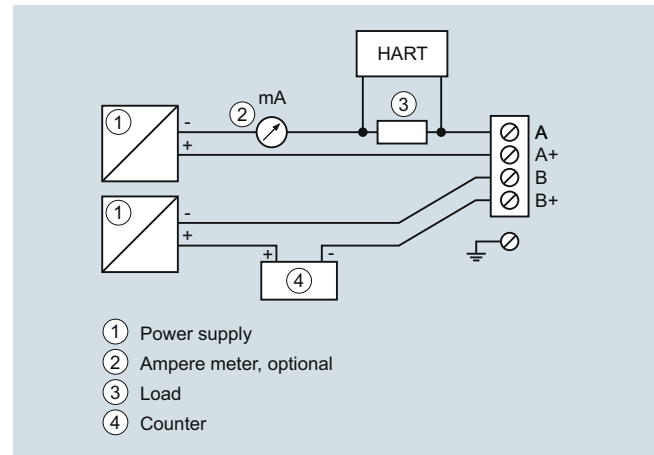 HART
mA
2
3
1
-
+
A
A+
B
B+
1
-
+
+ -
4
1 Power supply
2 Ampere meter, optional
3 Load
4 Counter